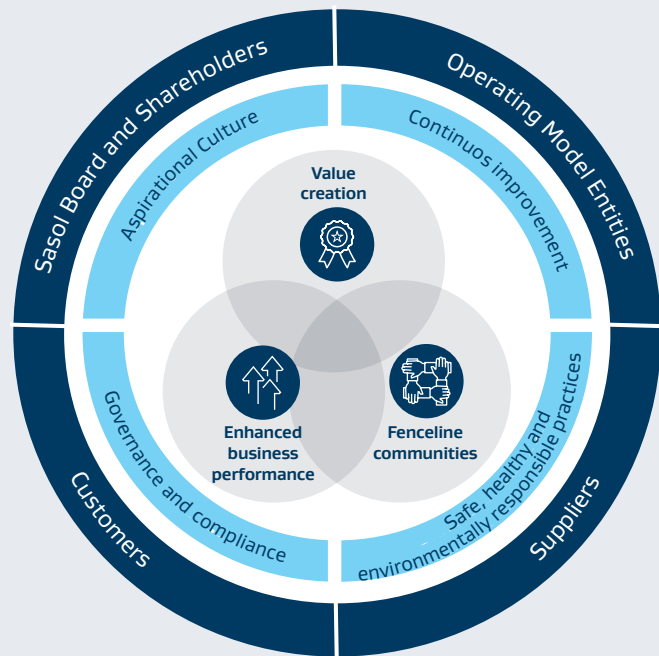 Sasol Board and Shareholders
Operating Model Entities
Aspirational Culture
Continuos improvement
Value
creation
Enhanced
business
performance
Fenceline
communities
Governance and compliance
Safe, healthy and
environmentally responsible practices
Customers
Suppliers